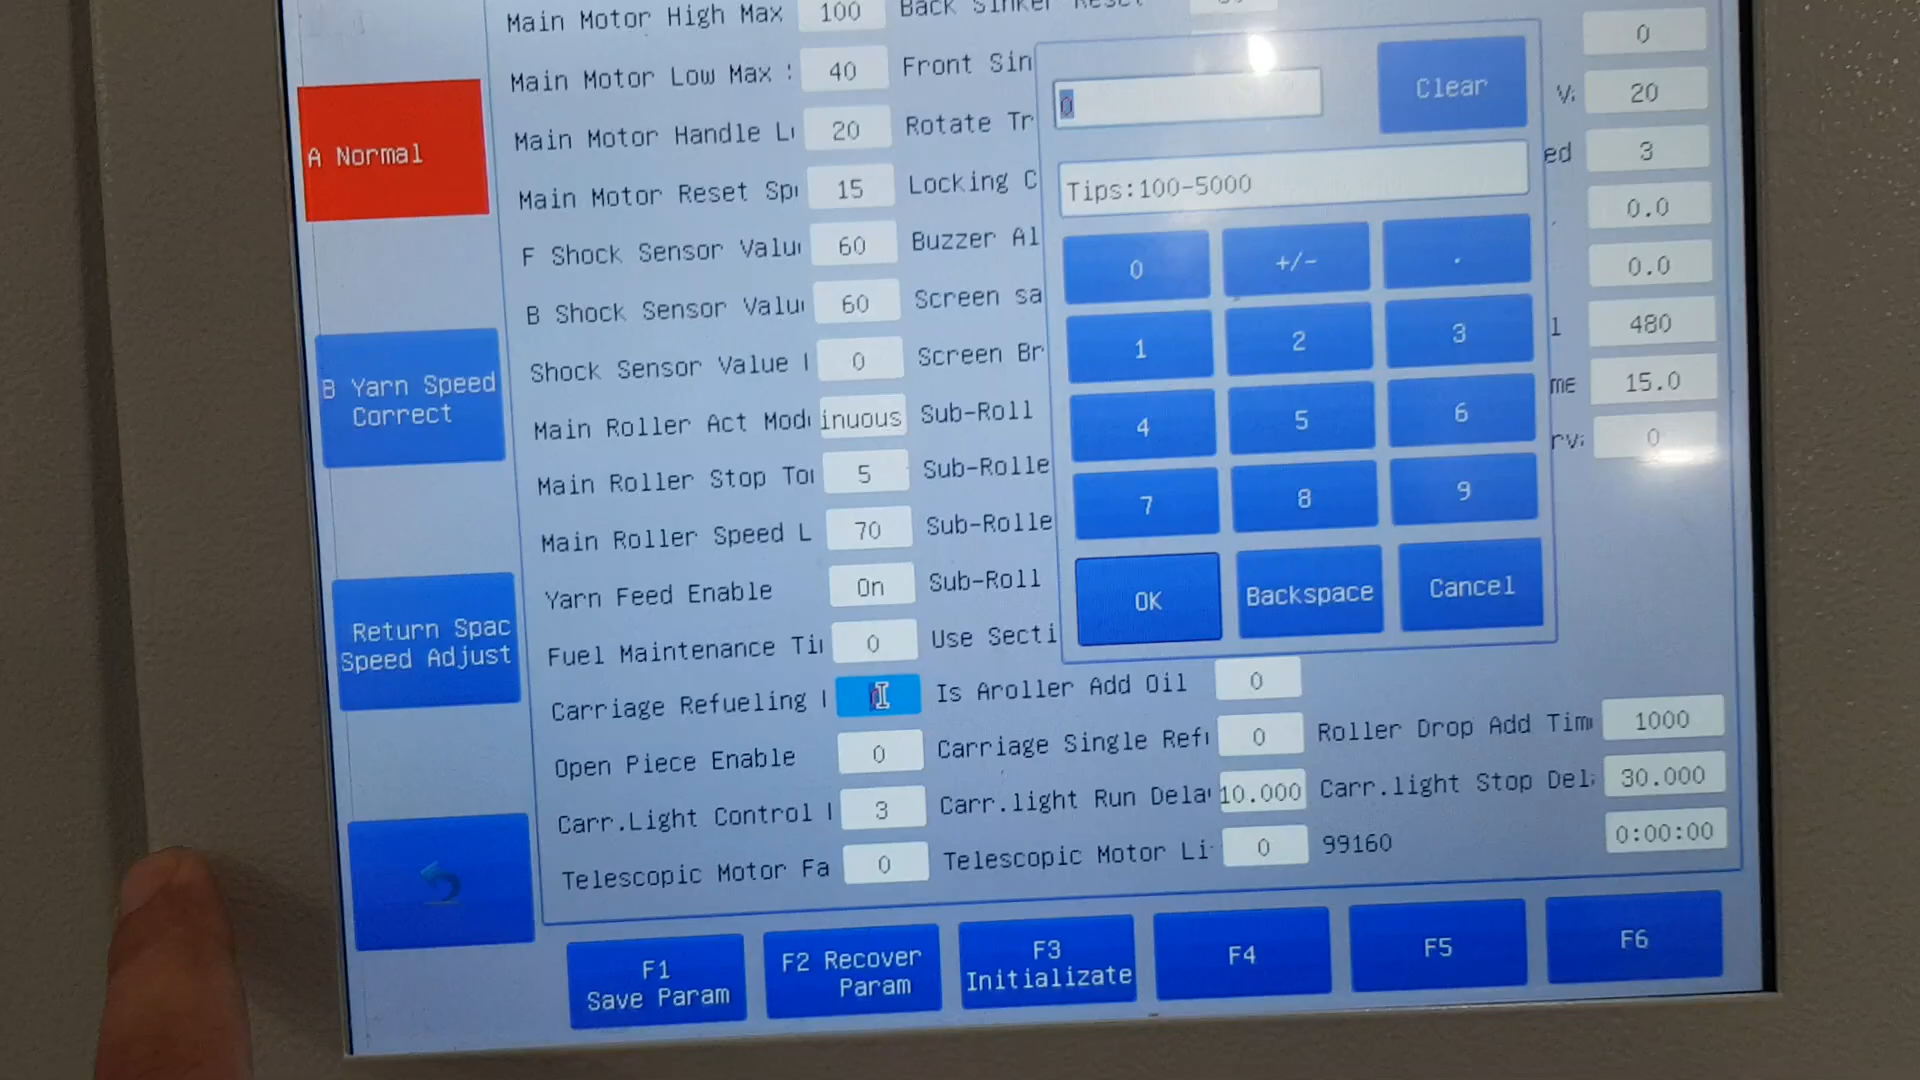 Main Motor High Max
100
Back Sinker Reset
Main Motor Low Max
40
Front Sin
Main Motor Handle L
20
Rotate Tr
Main Motor Reset Sp
15
Locking C
F Shock Sensor Valu
60
Buzzer Al
B Shock Sensor Valu
60
Screen sa
Shock Sensor Value
0
Screen Br
Main Roller Act Mod
inuous
Sub-Roll
Main Roller Stop To
5
Sub-Rolle
Main Roller Speed L
70
Sub-Rolle
Yarn Feed Enable
On
Sub-Roll
Fuel Maintenance Ti
0
Use Secti
Carriage Refueling
Is Aroller Add Oil
0
Open Piece Enable
0
Carriage Single Ref
0
Roller Drop Add Tim
1000
Carr.Light Control
3
Carr.light Run Dela
10.000
Carr.light Stop Del
30.000
Telescopic Motor Fa
0
Telescopic Motor Li
0
99160
0:00:00
0
20
ed
3
0.0
0.0
480
me
15.0
0
0
Clear
Tips:100-5000
0
+/-
.
1
2
3
4
5
6
7
8
9
OK
Backspace
Cancel
A Normal
B Yarn Speed
Correct
Return Spac
Speed Adjust
F1
Save Param
F2 Recover
Param
F3
Initializate
F4
F5
F6